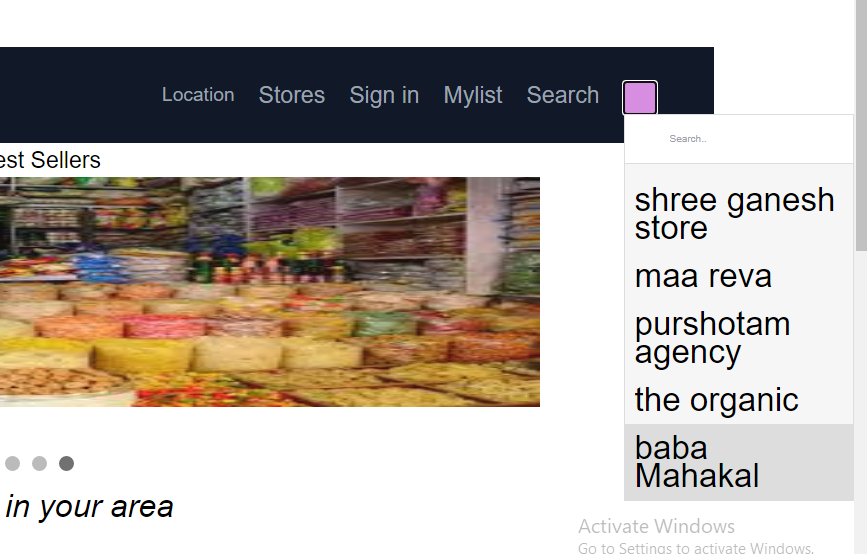 Location Stores Sign in Mylist Search
Search..
est Sellers
shree ganesh
store
maa reva
purshotam
agency
the organic
baba
Mahakal
in your area
Activate Windows
Go to Settings to activate Windows.